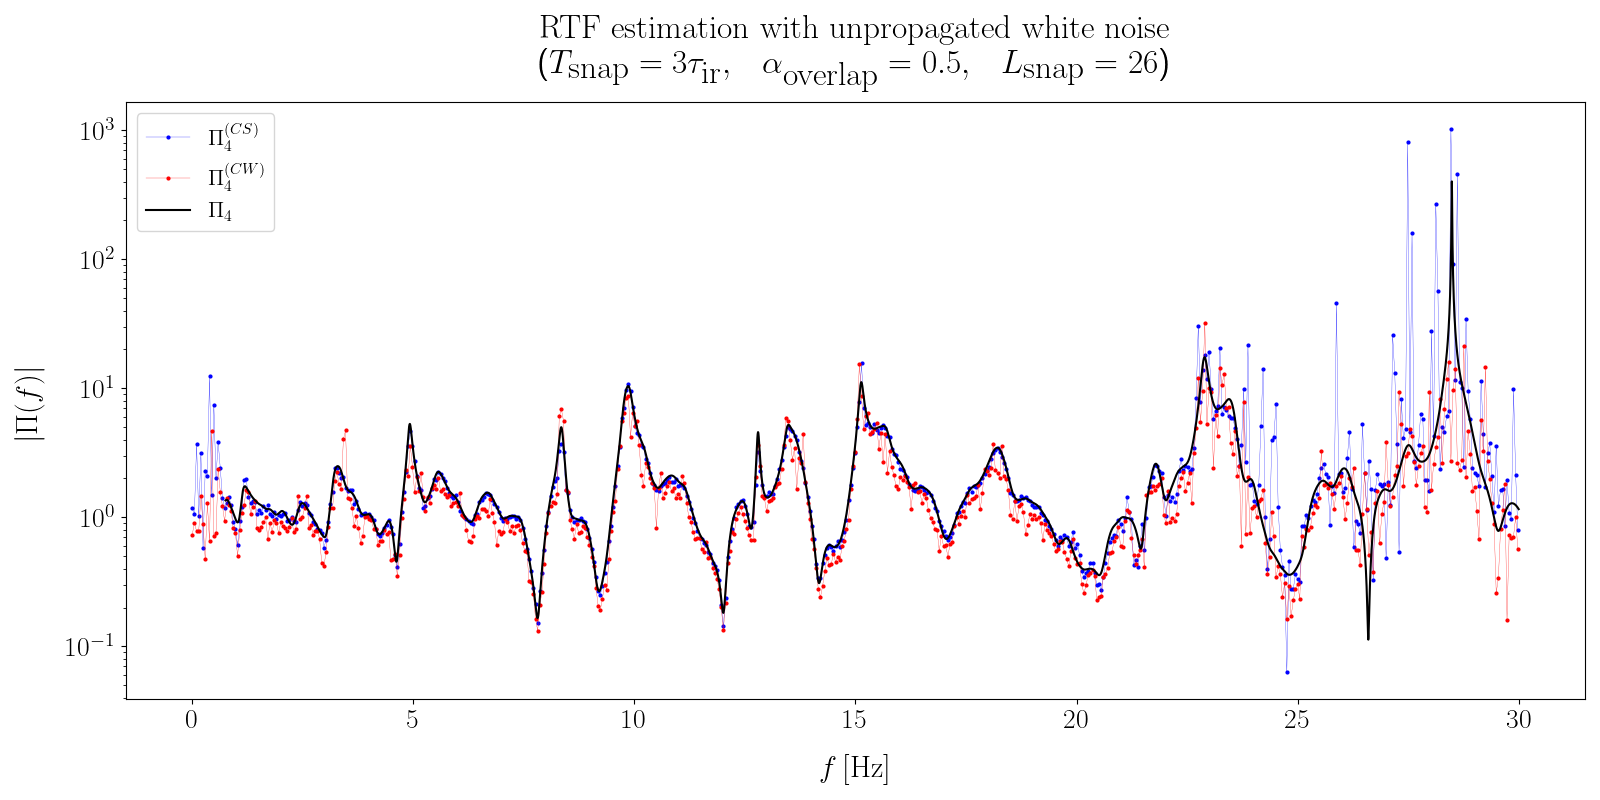 RTF estimation with unpropagated white noise
(T_snap = 3τ_ir, α_overlap = 0.5, L_snap = 26)
Π_4^(CS)
Π_4^(CW)
Π_4
|Π(f)|
10^3
10^2
10^1
10^0
10^−1
0 5 10 15 20 25 30
f [Hz]